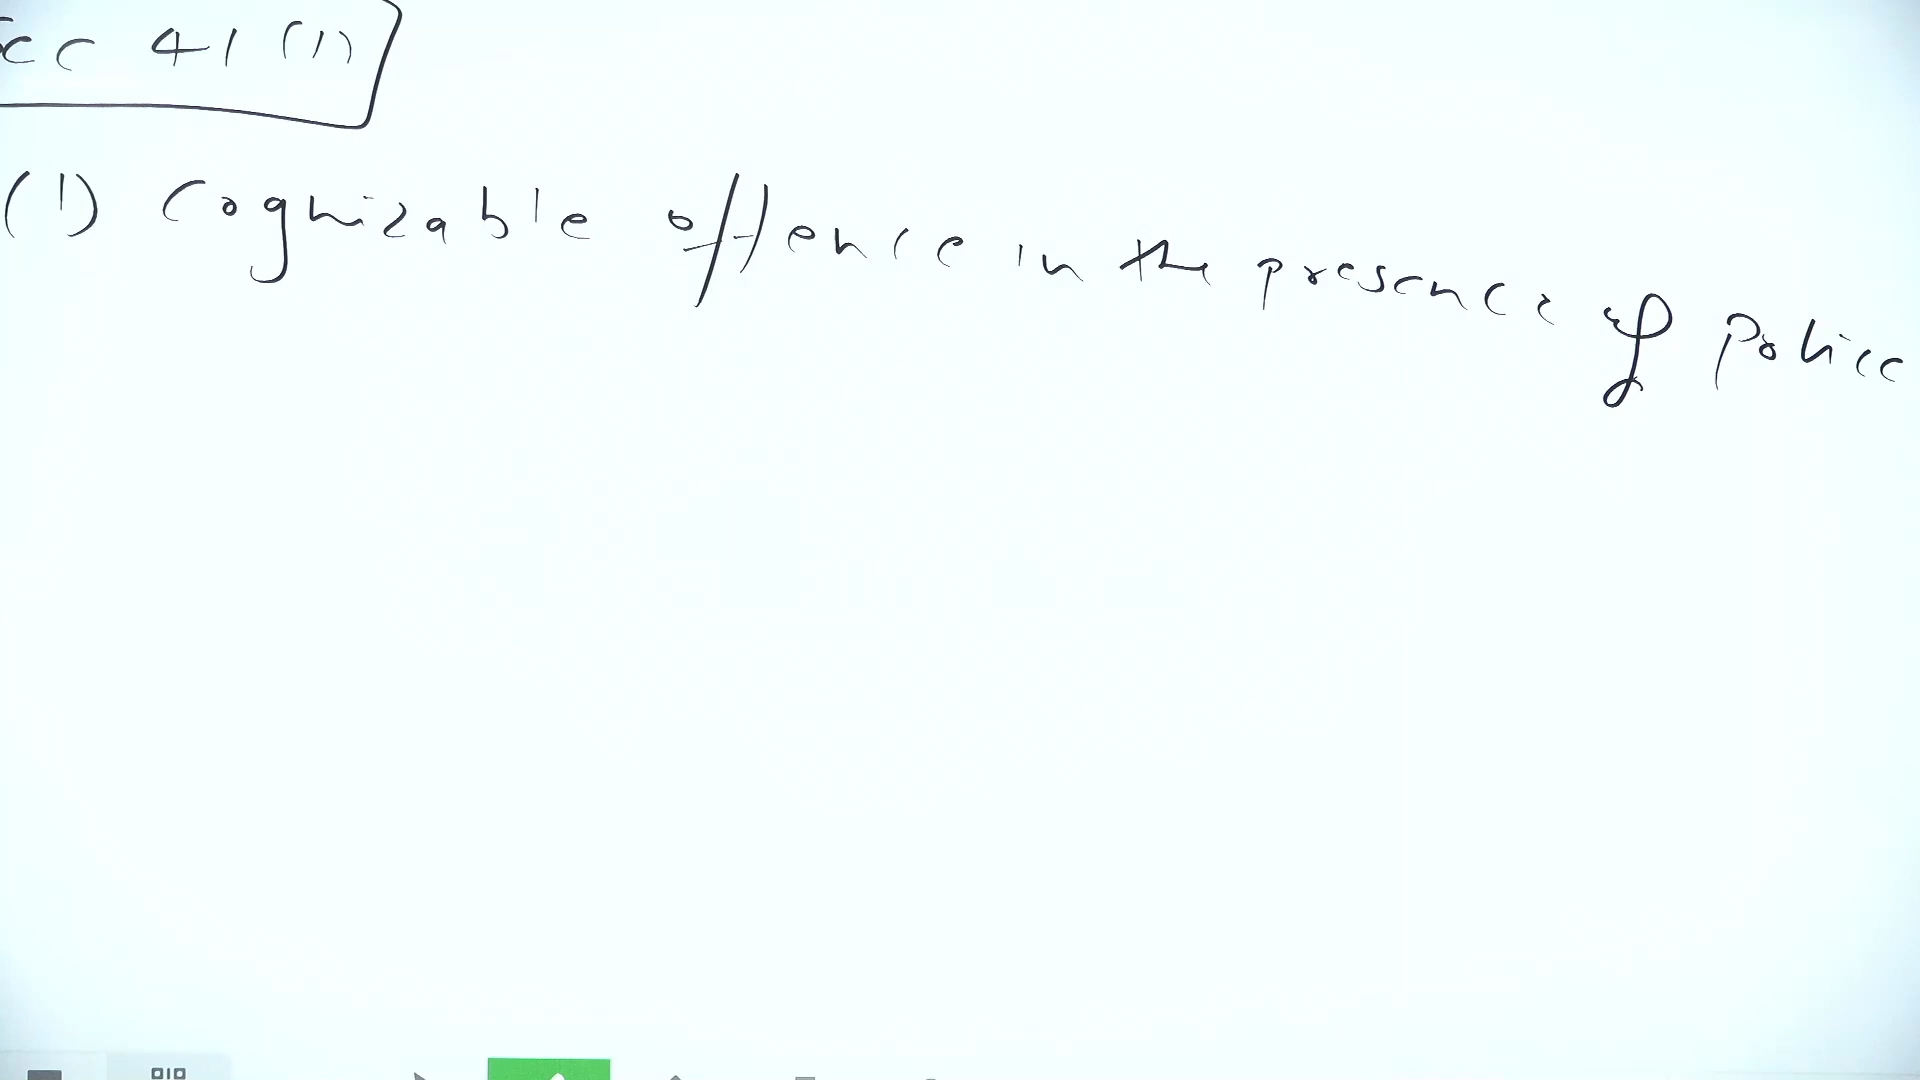 Sec 41 (1)
(1) Cognizable offence in the presence of police